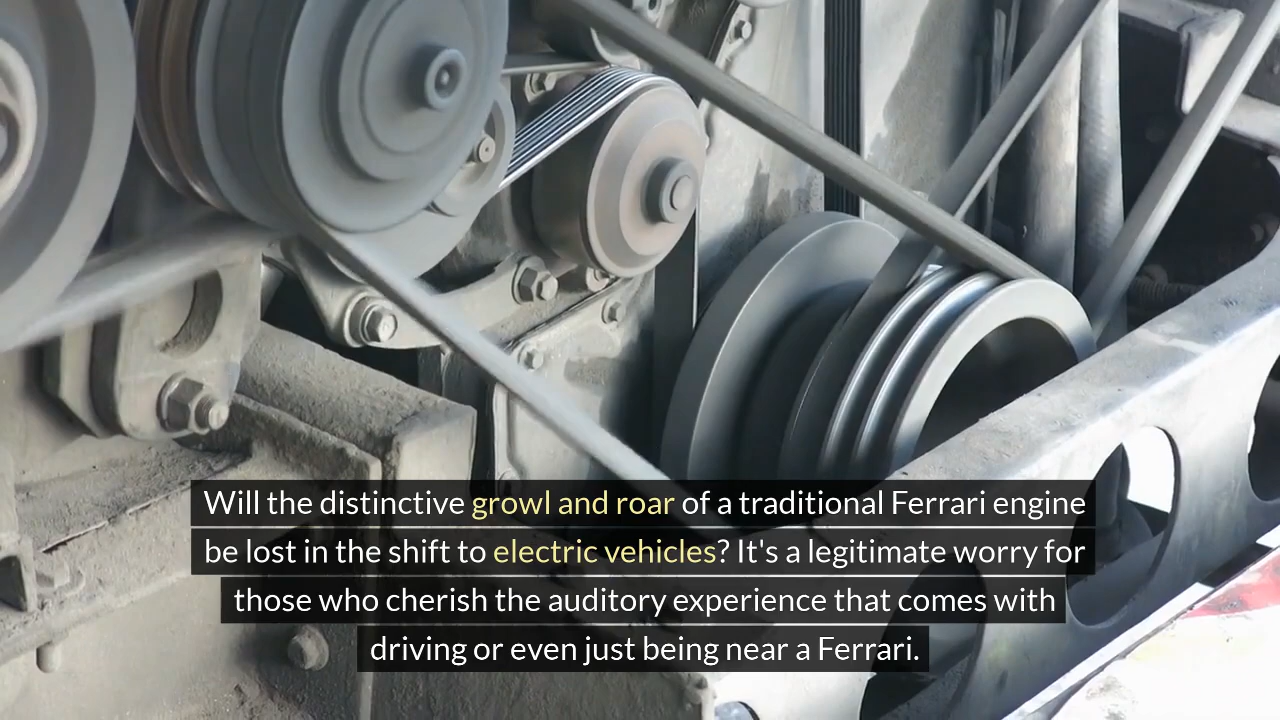 Will the distinctive growl and roar of a traditional Ferrari engine
be lost in the shift to electric vehicles? It's a legitimate worry for
those who cherish the auditory experience that comes with
driving or even just being near a Ferrari.